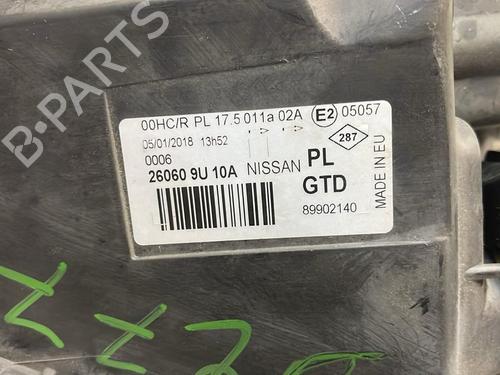 B-PARTS
00HC/R PL 17.5 011a 02A E2 05057
05/01/2018 13h52
0006
26060 9U 10A NISSAN PL
287
GTD
89902140
MADE IN EU